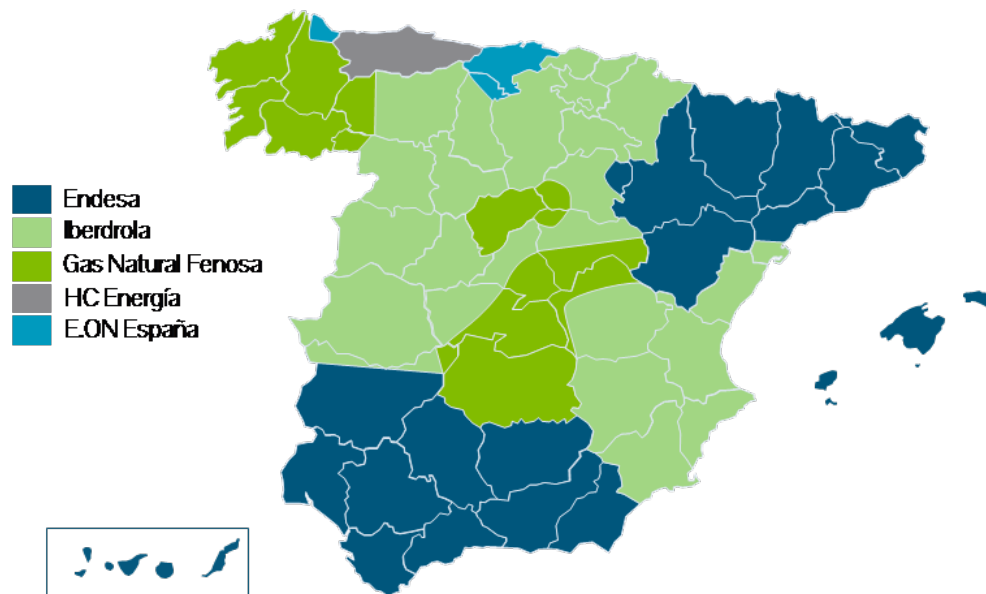 Endesa
Iberdrola
Gas Natural Fenosa
HC Energía
E.ON España